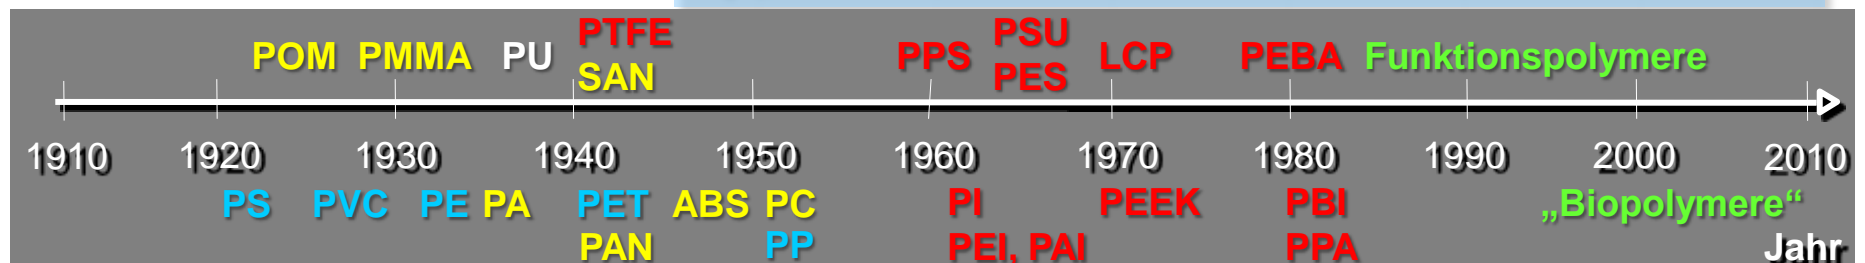 PTFE PSU
POM PMMA PU PPS LCP PEBA Funktionspolymere
SAN PES
1910 1920 1930 1940 1950 1960 1970 1980 1990 2000 2010
PS PVC PE PA PET ABS PC PI PEEK PBI „Biopolymere“
PAN PP PEI, PAI PPA Jahr